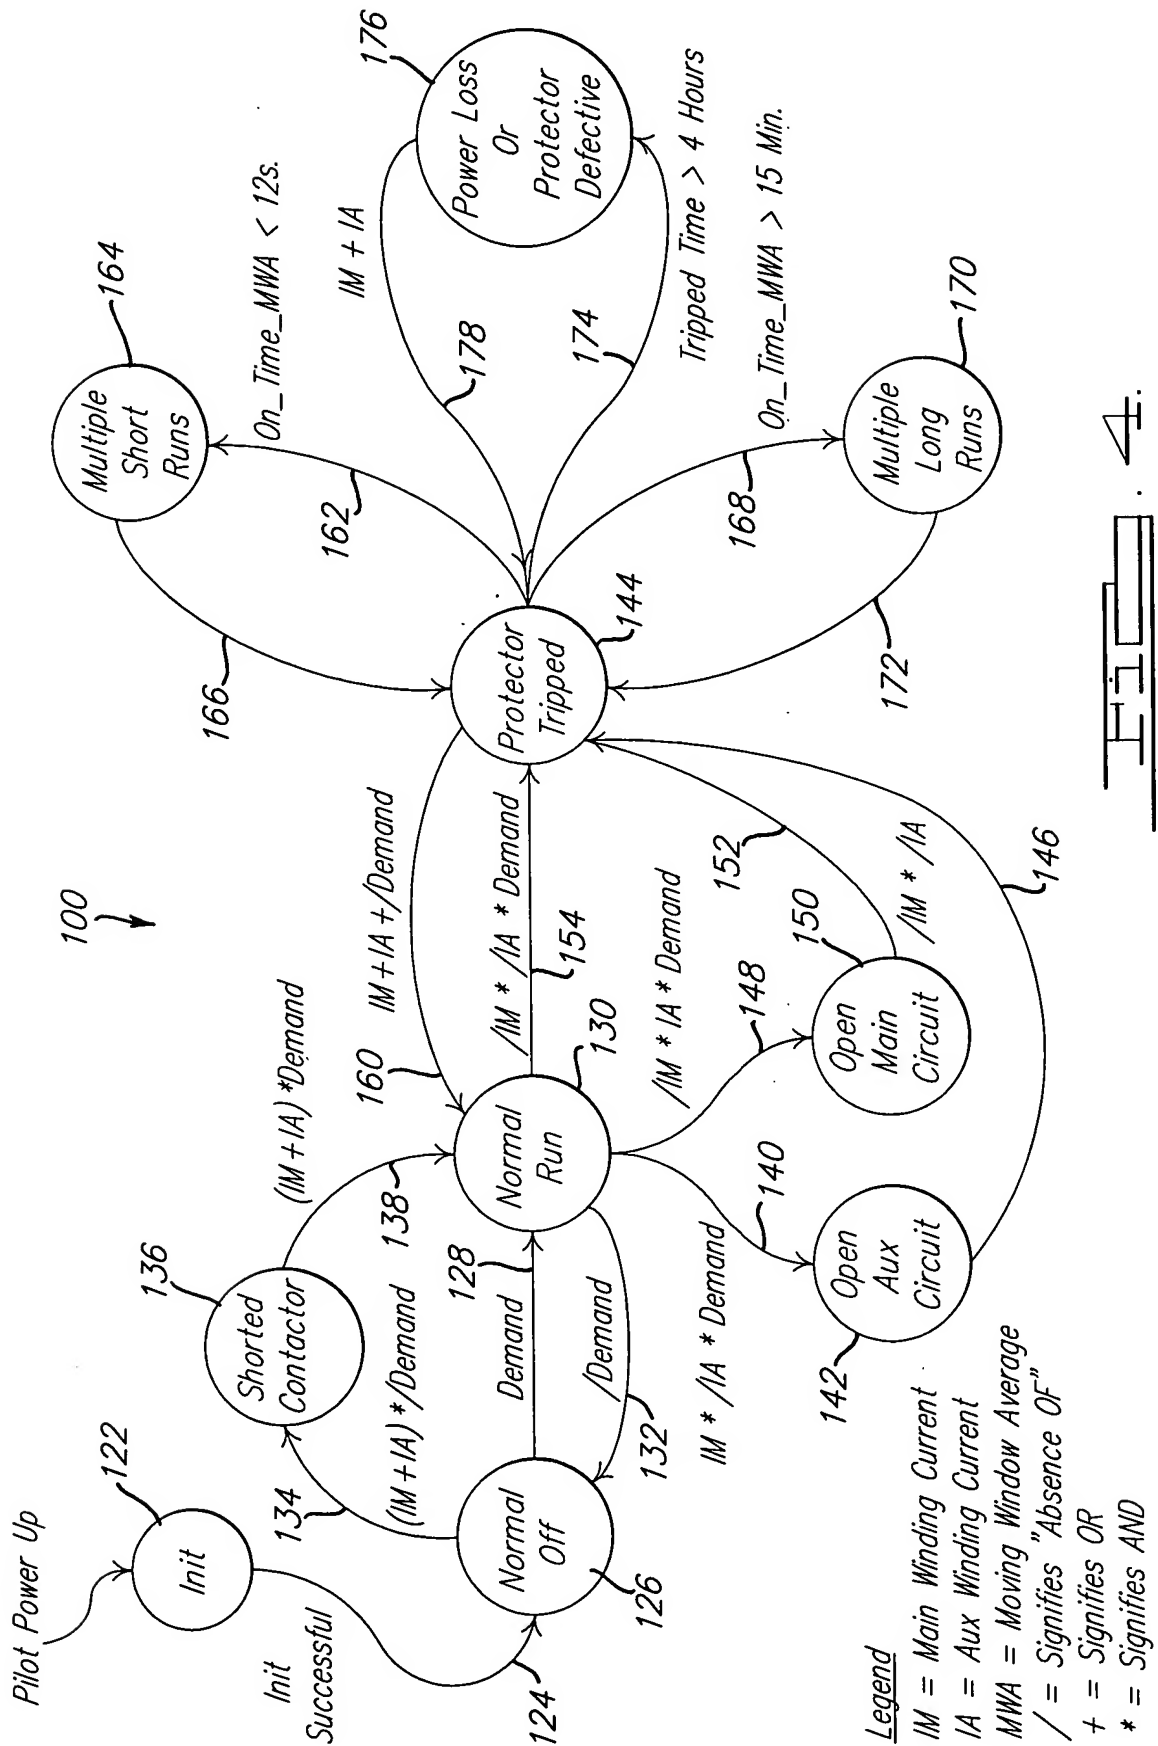 Pilot Power Up
122
Init
Init
Successful
124
134
136
Shorted
Contactor
(IM + IA) */Demand
138
(IM + IA) *Demand
100
Normal
Off
126
128
Demand
/Demand
132
Normal
Run
130
160
IM + IA + /Demand
/IM * /IA * Demand
154
IM * /IA * Demand
140
/IM * IA * Demand
148
Open
Aux
Circuit
142
Open
Main
Circuit
150
152
/IM * /IA
146
Protector
Tripped
144
166
162
Multiple
Short
Runs
164
On_Time_MWA < 12s.
IM + IA
178
174
Power Loss
Or
Protector
Defective
176
Tripped Time > 4 Hours
On_Time_MWA > 15 Min.
168
172
Multiple
Long
Runs
170
Legend
IM = Main Winding Current
IA = Aux Winding Current
MWA = Moving Window Average
/ = Signifies "Absence OF"
+ = Signifies OR
* = Signifies AND
FIG. 4.